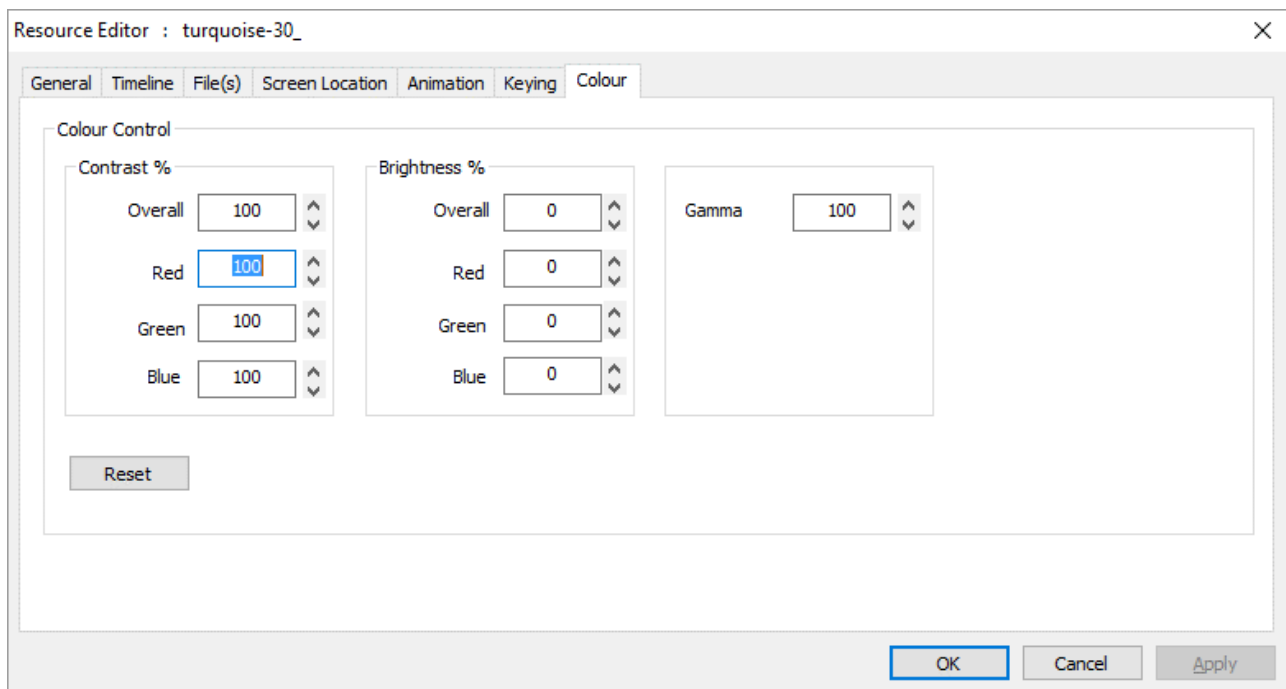 Resource Editor : turquoise-30_
General Timeline File(s) Screen Location Animation Keying Colour
Colour Control
Contrast % Brightness %
Overall 100 Overall 0 Gamma 100
Red 100 Red 0
Green 100 Green 0
Blue 100 Blue 0
Reset
OK Cancel Apply